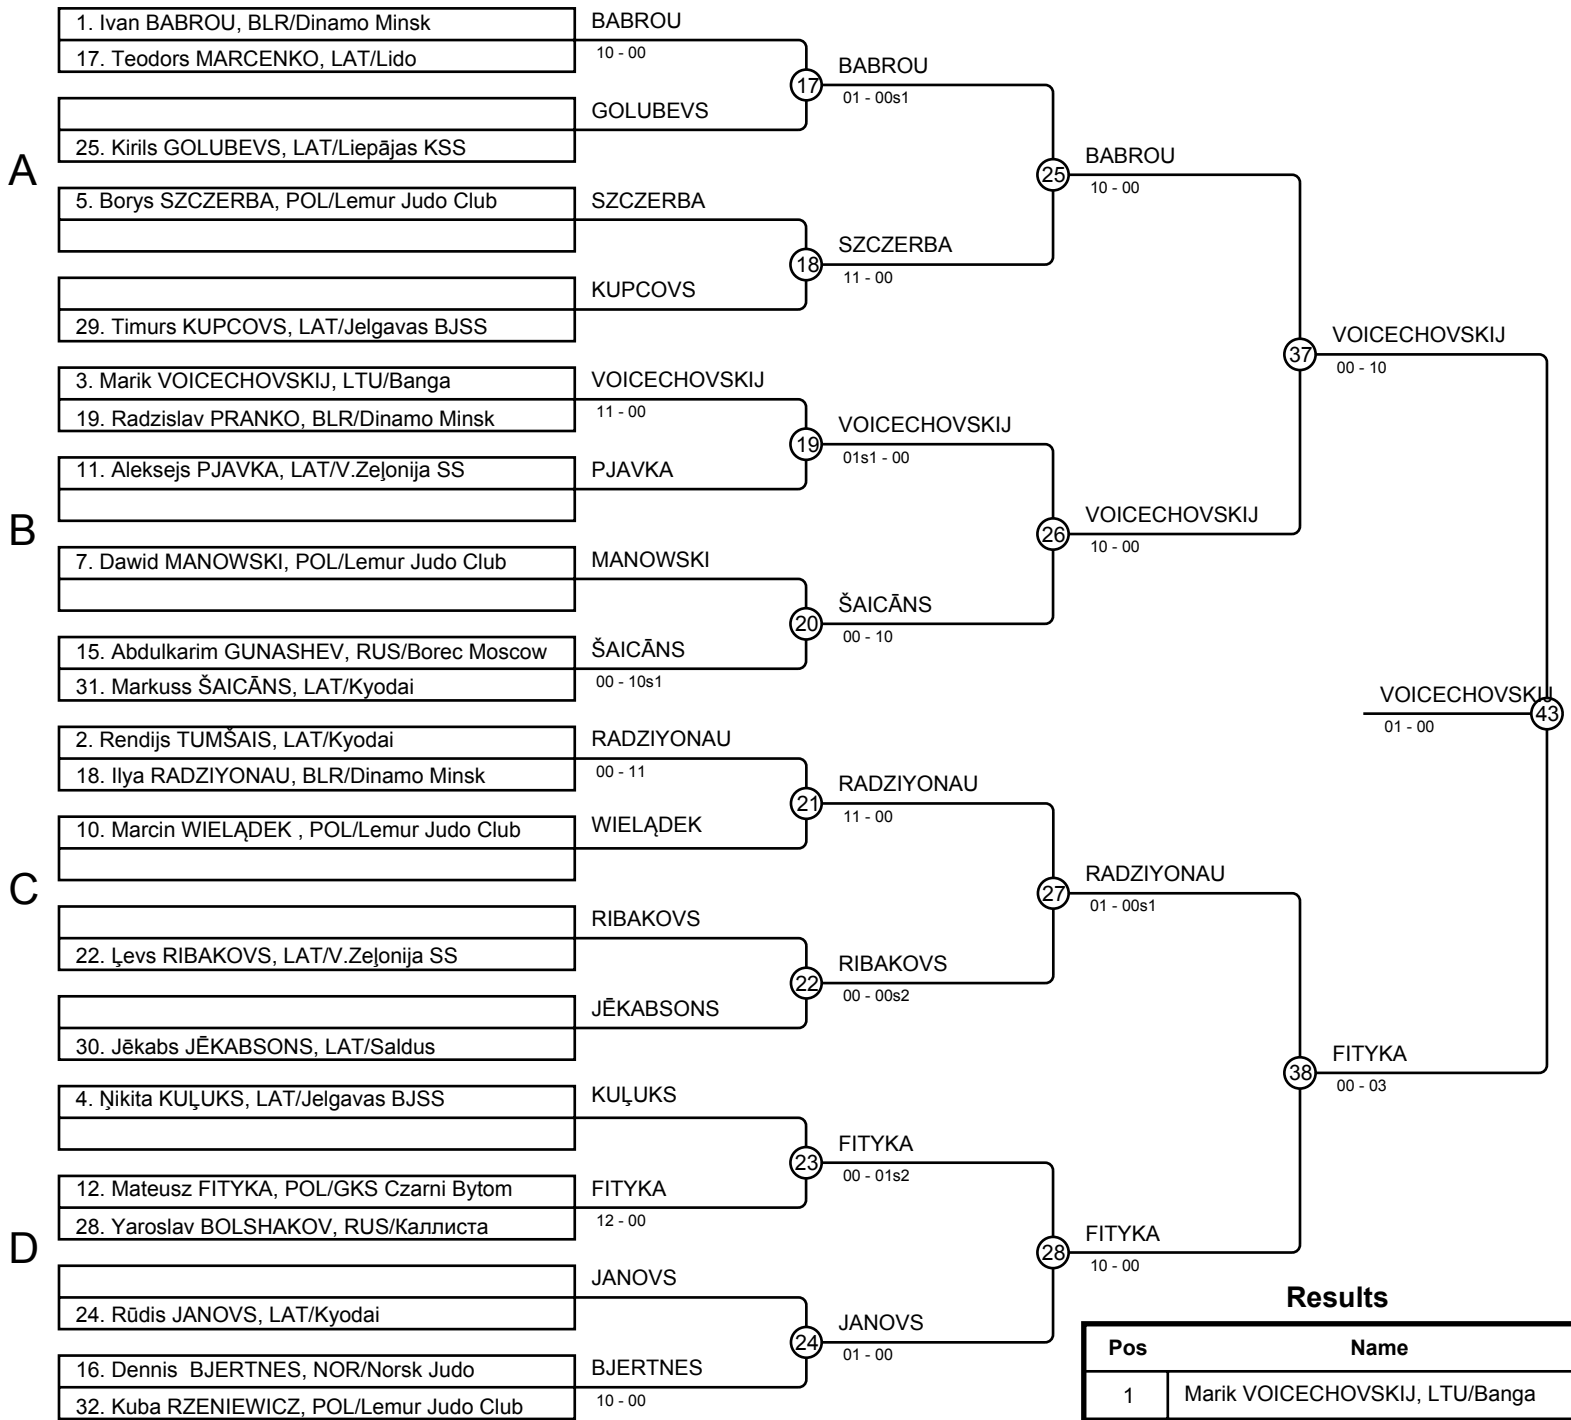 1. Ivan BABROU, BLR/Dinamo Minsk
17. Teodors MARCENKO, LAT/Lido
25. Kirils GOLUBEVS, LAT/Liepājas KSS
A
5. Borys SZCZERBA, POL/Lemur Judo Club
29. Timurs KUPCOVS, LAT/Jelgavas BJSS
3. Marik VOICECHOVSKIJ, LTU/Banga
19. Radzislav PRANKO, BLR/Dinamo Minsk
11. Aleksejs PJAVKA, LAT/V.Zeļonija SS
B
7. Dawid MANOWSKI, POL/Lemur Judo Club
15. Abdulkarim GUNASHEV, RUS/Borec Moscow
31. Markuss ŠAICĀNS, LAT/Kyodai
2. Rendijs TUMŠAIS, LAT/Kyodai
18. Ilya RADZIYONAU, BLR/Dinamo Minsk
10. Marcin WIELĄDEK , POL/Lemur Judo Club
C
22. Ļevs RIBAKOVS, LAT/V.Zeļonija SS
30. Jēkabs JĒKABSONS, LAT/Saldus
4. Ņikita KUĻUKS, LAT/Jelgavas BJSS
12. Mateusz FITYKA, POL/GKS Czarni Bytom
28. Yaroslav BOLSHAKOV, RUS/Каллиста
D
24. Rūdis JANOVS, LAT/Kyodai
16. Dennis  BJERTNES, NOR/Norsk Judo
32. Kuba RZENIEWICZ, POL/Lemur Judo Club
BABROU
10 - 00
GOLUBEVS
SZCZERBA
KUPCOVS
VOICECHOVSKIJ
11 - 00
PJAVKA
MANOWSKI
ŠAICĀNS
00 - 10s1
RADZIYONAU
00 - 11
WIELĄDEK
RIBAKOVS
JĒKABSONS
KUĻUKS
FITYKA
12 - 00
JANOVS
BJERTNES
10 - 00
17
BABROU
01 - 00s1
18
SZCZERBA
11 - 00
19
VOICECHOVSKIJ
01s1 - 00
20
ŠAICĀNS
00 - 10
21
RADZIYONAU
11 - 00
22
RIBAKOVS
00 - 00s2
23
FITYKA
00 - 01s2
24
JANOVS
01 - 00
25
BABROU
10 - 00
26
VOICECHOVSKIJ
10 - 00
27
RADZIYONAU
01 - 00s1
28
FITYKA
10 - 00
37
VOICECHOVSKIJ
00 - 10
38
FITYKA
00 - 03
VOICECHOVSKIJ
01 - 00
43
Results
Pos Name
1 Marik VOICECHOVSKIJ, LTU/Banga